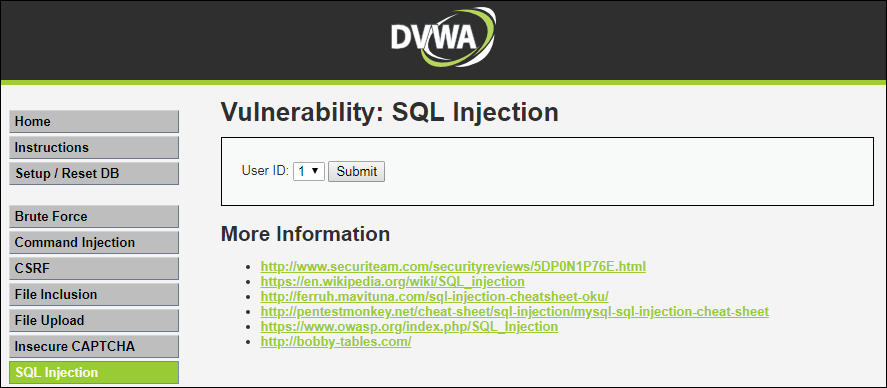 DVWA
Home
Instructions
Setup / Reset DB
Brute Force
Command Injection
CSRF
File Inclusion
File Upload
Insecure CAPTCHA
SQL Injection
Vulnerability: SQL Injection
User ID: 1 Submit
More Information
http://www.securiteam.com/securityreviews/5DP0N1P76E.html
https://en.wikipedia.org/wiki/SQL_injection
http://ferruh.mavituna.com/sql-injection-cheatsheet-oku/
http://pentestmonkey.net/cheat-sheet/sql-injection/mysql-sql-injection-cheat-sheet
https://www.owasp.org/index.php/SQL_Injection
http://bobby-tables.com/